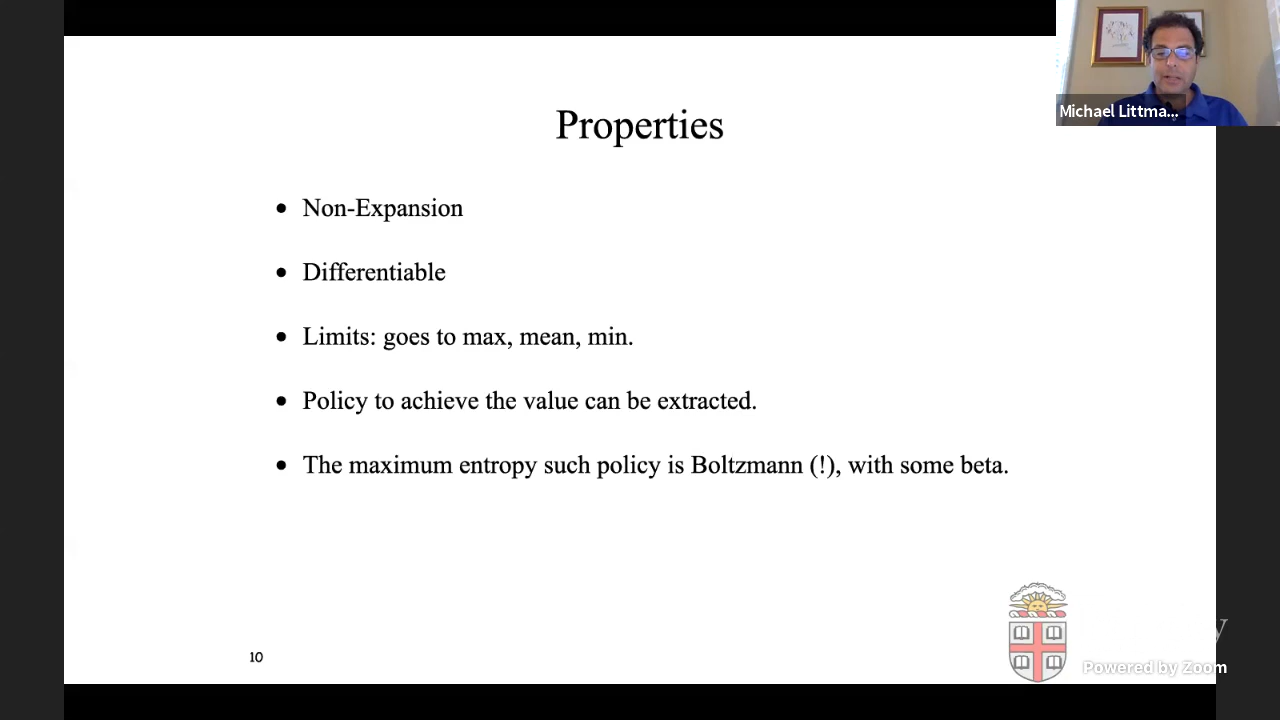 Michael Littma...
Properties
• Non-Expansion
• Differentiable
• Limits: goes to max, mean, min.
• Policy to achieve the value can be extracted.
• The maximum entropy such policy is Boltzmann (!), with some beta.
10
Powered by Zoom